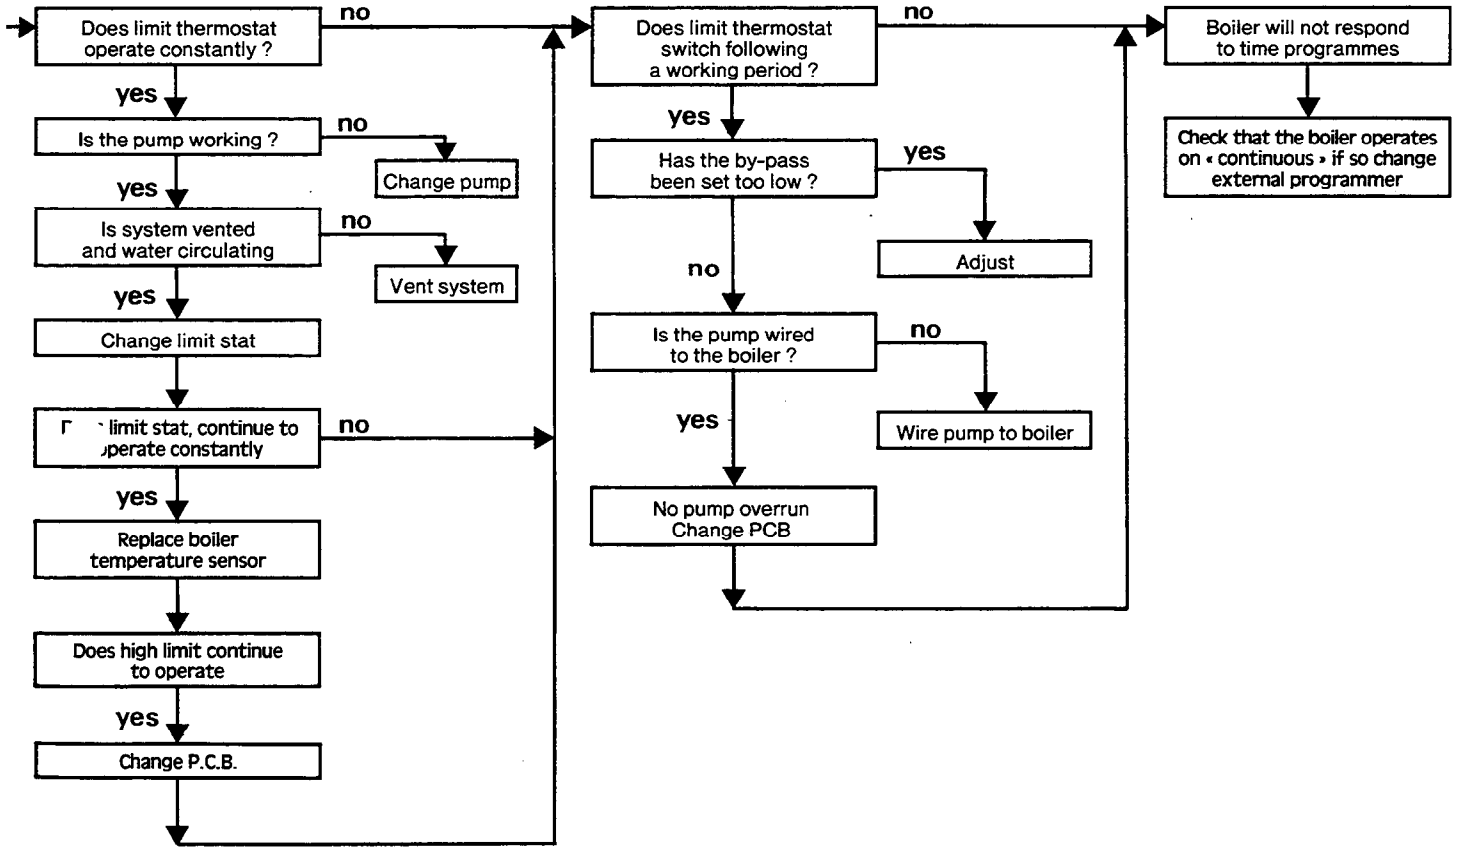 Does limit thermostat
operate constantly ?
no
yes
Is the pump working ?
no
Change pump
yes
Is system vented
and water circulating
no
Vent system
yes
Change limit stat
limit stat, continue to
constantly
no
yes
Replace boiler
temperature sensor
Does high limit continue
to operate
yes
Change P.C.B.
Does limit thermostat
switch following
a working period ?
no
yes
Has the by-pass
been set too low ?
yes
Adjust
no
Is the pump wired
to the boiler ?
no
Wire pump to boiler
yes
No pump overrun
Change PCB
Boiler will not respond
to time programmes
Check that the boiler operates
on « continuous » if so change
external programmer